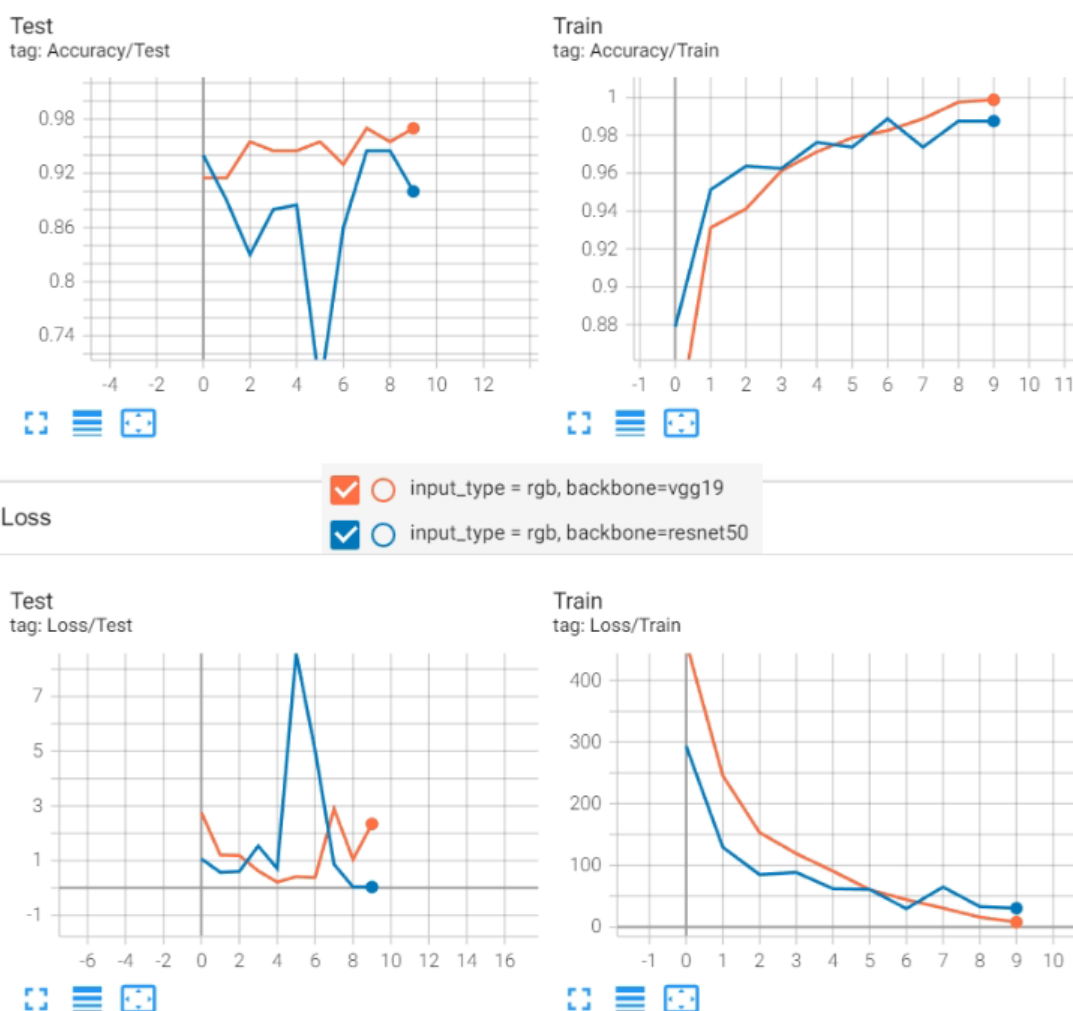 Test
tag: Accuracy/Test
0.98
0.92
0.86
0.8
0.74
-4 -2 0 2 4 6 8 10 12
Train
tag: Accuracy/Train
1
0.98
0.96
0.94
0.92
0.9
0.88
-1 0 1 2 3 4 5 6 7 8 9 10 11
input_type = rgb, backbone=vgg19
input_type = rgb, backbone=resnet50
Loss
Test
tag: Loss/Test
7
5
3
1
-1
-6 -4 -2 0 2 4 6 8 10 12 14 16
Train
tag: Loss/Train
400
300
200
100
0
-1 0 1 2 3 4 5 6 7 8 9 10